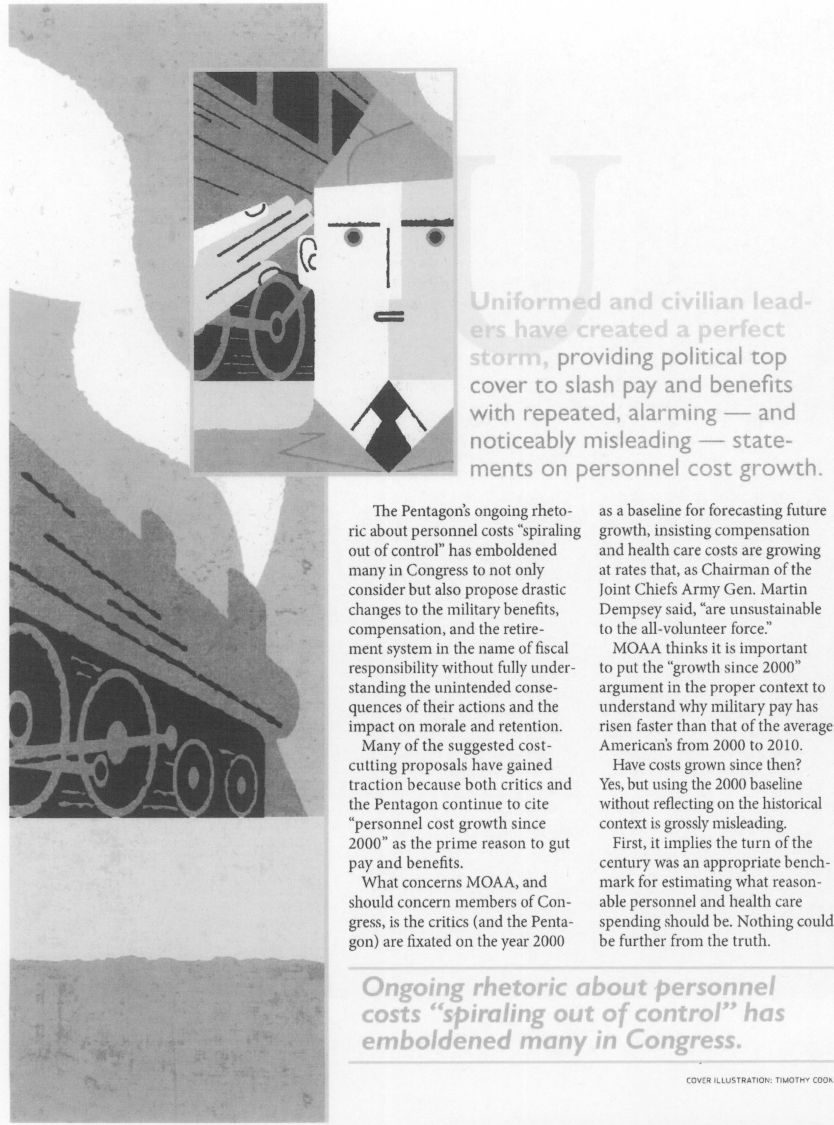 U
Uniformed and civilian lead-
ers have created a perfect
storm, providing political top
cover to slash pay and benefits
with repeated, alarming — and
noticeably misleading — state-
ments on personnel cost growth.
The Pentagon's ongoing rheto-
ric about personnel costs “spiraling
out of control” has emboldened
many in Congress to not only
consider but also propose drastic
changes to the military benefits,
compensation, and the retire-
ment system in the name of fiscal
responsibility without fully under-
standing the unintended conse-
quences of their actions and the
impact on morale and retention.
Many of the suggested cost-
cutting proposals have gained
traction because both critics and
the Pentagon continue to cite
“personnel cost growth since
2000” as the prime reason to gut
pay and benefits.
What concerns MOAA, and
should concern members of Con-
gress, is the critics (and the Penta-
gon) are fixated on the year 2000
as a baseline for forecasting future
growth, insisting compensation
and health care costs are growing
at rates that, as Chairman of the
Joint Chiefs Army Gen. Martin
Dempsey said, “are unsustainable
to the all-volunteer force.”
MOAA thinks it is important
to put the “growth since 2000”
argument in the proper context to
understand why military pay has
risen faster than that of the average
American's from 2000 to 2010.
Have costs grown since then?
Yes, but using the 2000 baseline
without reflecting on the historical
context is grossly misleading.
First, it implies the turn of the
century was an appropriate bench-
mark for estimating what reason-
able personnel and health care
spending should be. Nothing could
be further from the truth.
Ongoing rhetoric about personnel
costs “spiraling out of control” has
emboldened many in Congress.
COVER ILLUSTRATION: TIMOTHY COOK